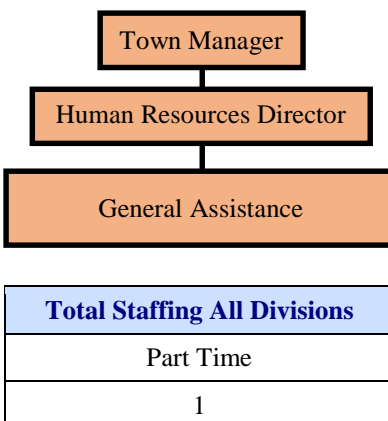 Town Manager
Human Resources Director
General Assistance
Total Staffing All Divisions
Part Time
1